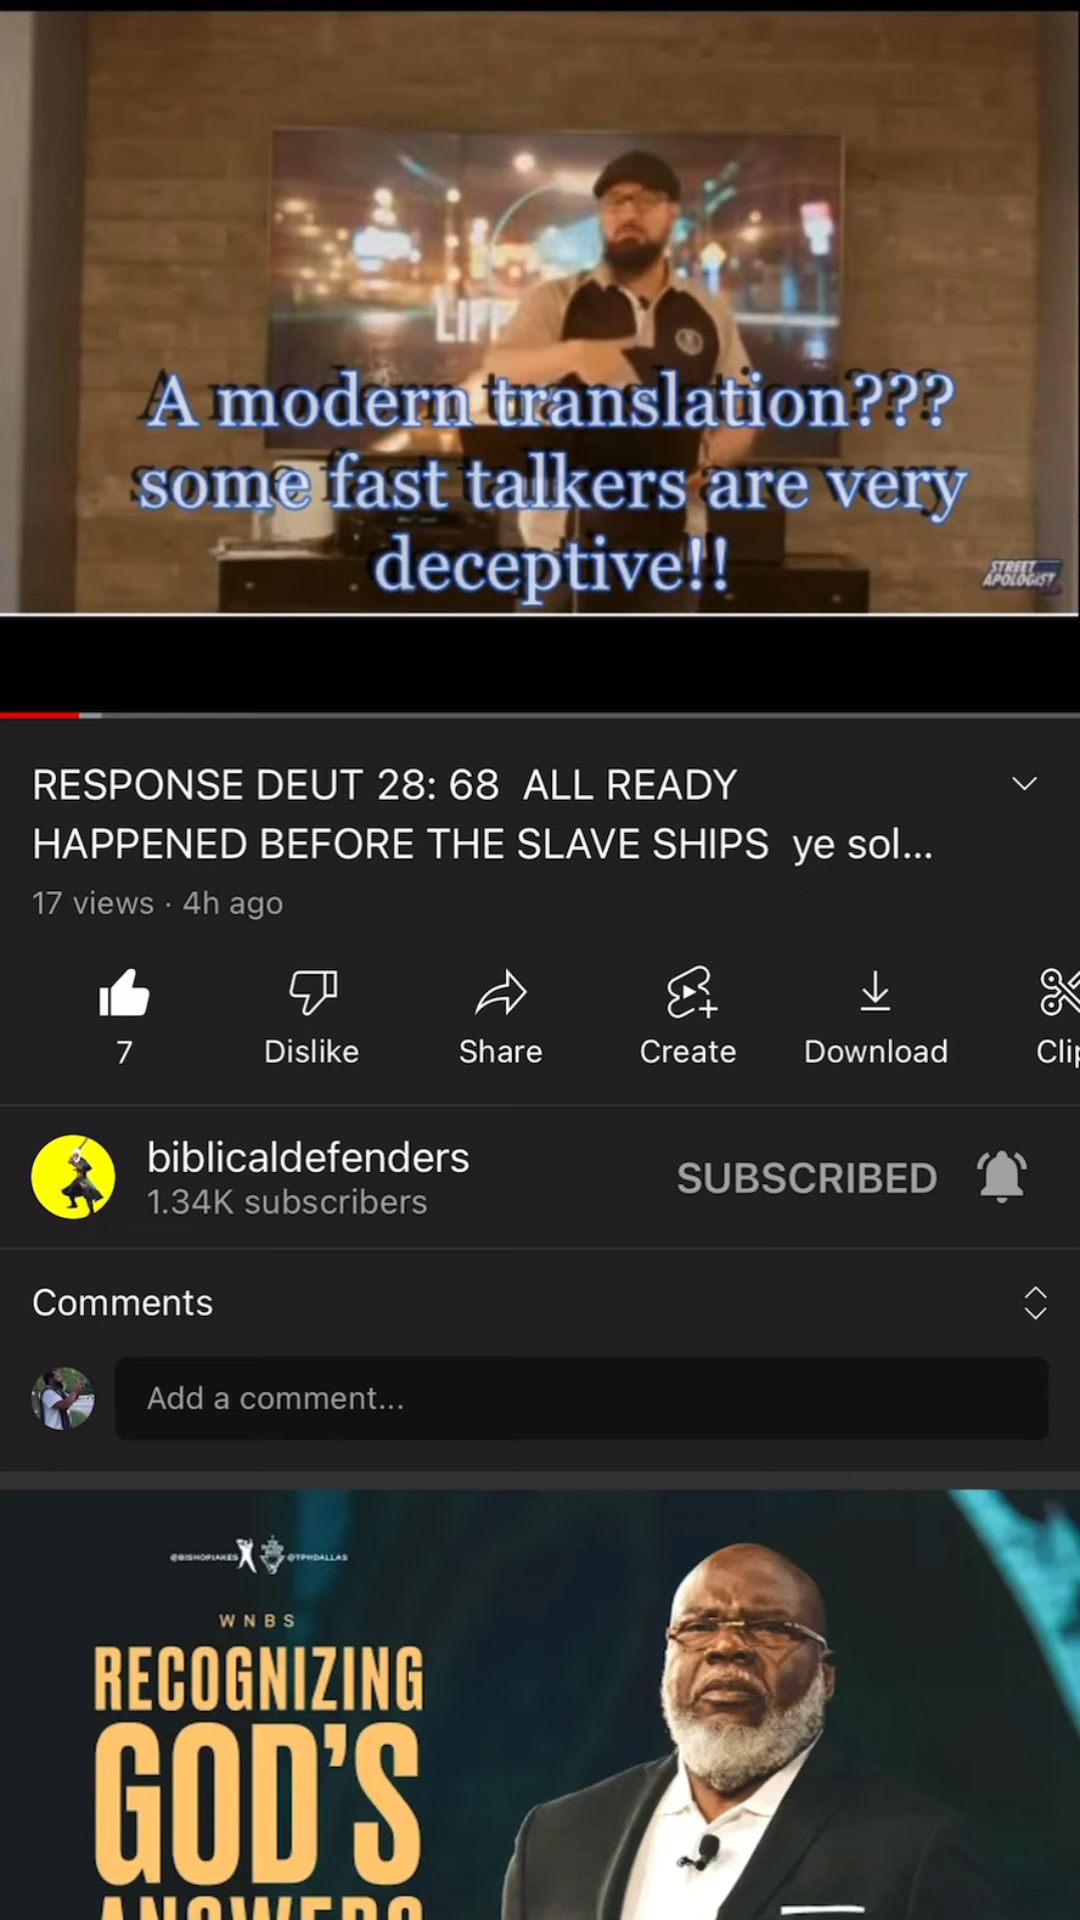 LIFE
A modern translation???
some fast talkers are very
deceptive!!
STREET
APOLOGIST
RESPONSE DEUT 28: 68  ALL READY
HAPPENED BEFORE THE SLAVE SHIPS  ye sol...
17 views · 4h ago
7
Dislike
Share
Create
Download
Clip
biblicaldefenders
1.34K subscribers
SUBSCRIBED
Comments
Add a comment...
@BISHOPJAKES
@TPHDALLAS
WNBS
RECOGNIZING
GOD'S
ANSWERS